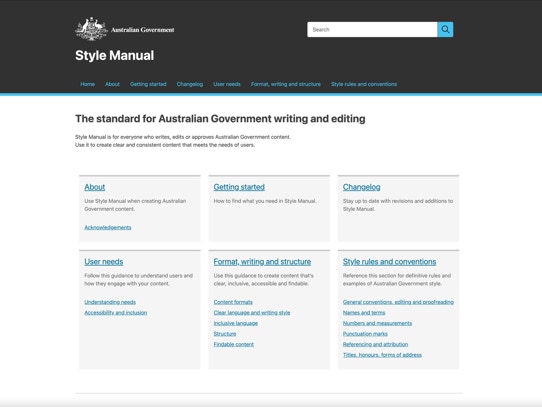 Australian Government
Search
Style Manual
Home About Getting started Changelog User needs Format, writing and structure Style rules and conventions
The standard for Australian Government writing and editing
Style Manual is for everyone who writes, edits or approves Australian Government content.
Use it to create clear and consistent content that meets the needs of users.
About
Use Style Manual when creating Australian
Government content.
Acknowledgements
Getting started
How to find what you need in Style Manual.
Changelog
Stay up to date with revisions and additions to
Style Manual.
User needs
Follow this guidance to understand users and
how they engage with your content.
Understanding needs
Accessibility and inclusion
Format, writing and structure
Use this guidance to create content that's
clear, inclusive, accessible and findable.
Content formats
Clear language and writing style
Inclusive language
Structure
Findable content
Style rules and conventions
Reference this section for definitive rules and
examples of Australian Government style.
General conventions, editing and proofreading
Names and terms
Numbers and measurements
Punctuation marks
Referencing and attribution
Titles, honours, forms of address